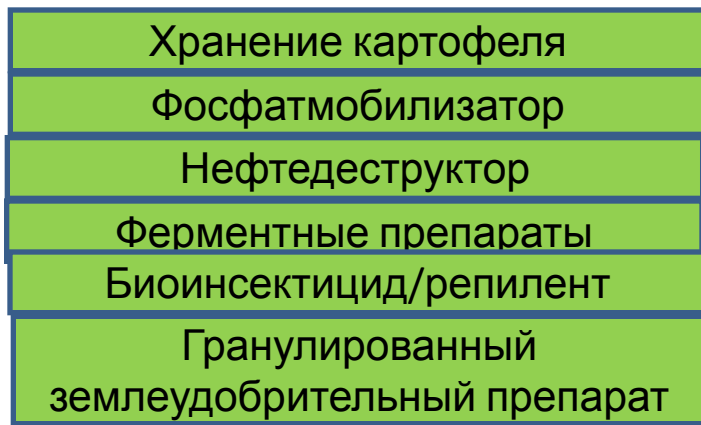 Хранение картофеля
Фосфатмобилизатор
Нефтедеструктор
Ферментные препараты
Биоинсектицид/репилент
Гранулированный
землеудобрительный препарат